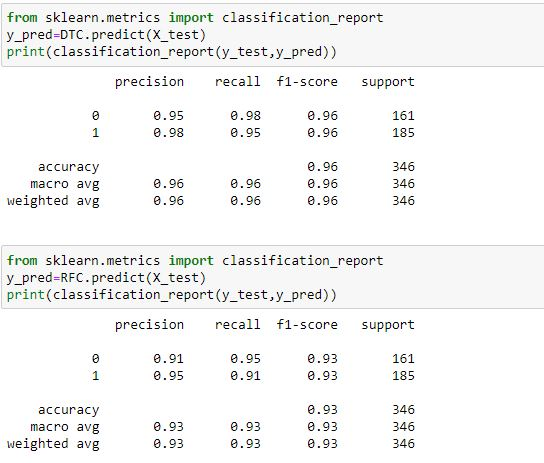 from sklearn.metrics import classification_report
y_pred=DTC.predict(X_test)
print(classification_report(y_test,y_pred))
precision recall f1-score support
0 0.95 0.98 0.96 161
1 0.98 0.95 0.96 185
accuracy 0.96 346
macro avg 0.96 0.96 0.96 346
weighted avg 0.96 0.96 0.96 346
from sklearn.metrics import classification_report
y_pred=RFC.predict(X_test)
print(classification_report(y_test,y_pred))
precision recall f1-score support
0 0.91 0.95 0.93 161
1 0.95 0.91 0.93 185
accuracy 0.93 346
macro avg 0.93 0.93 0.93 346
weighted avg 0.93 0.93 0.93 346